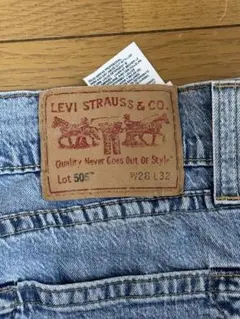 LEVI STRAUSS & CO.
Quality Never Goes Out Of Style
Lot 505 W28 L32